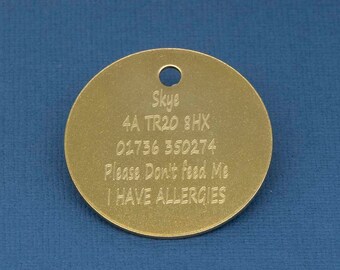 Skye
4A TR20 8HX
01736 350274
Please Don't feed Me
I HAVE ALLERGIES